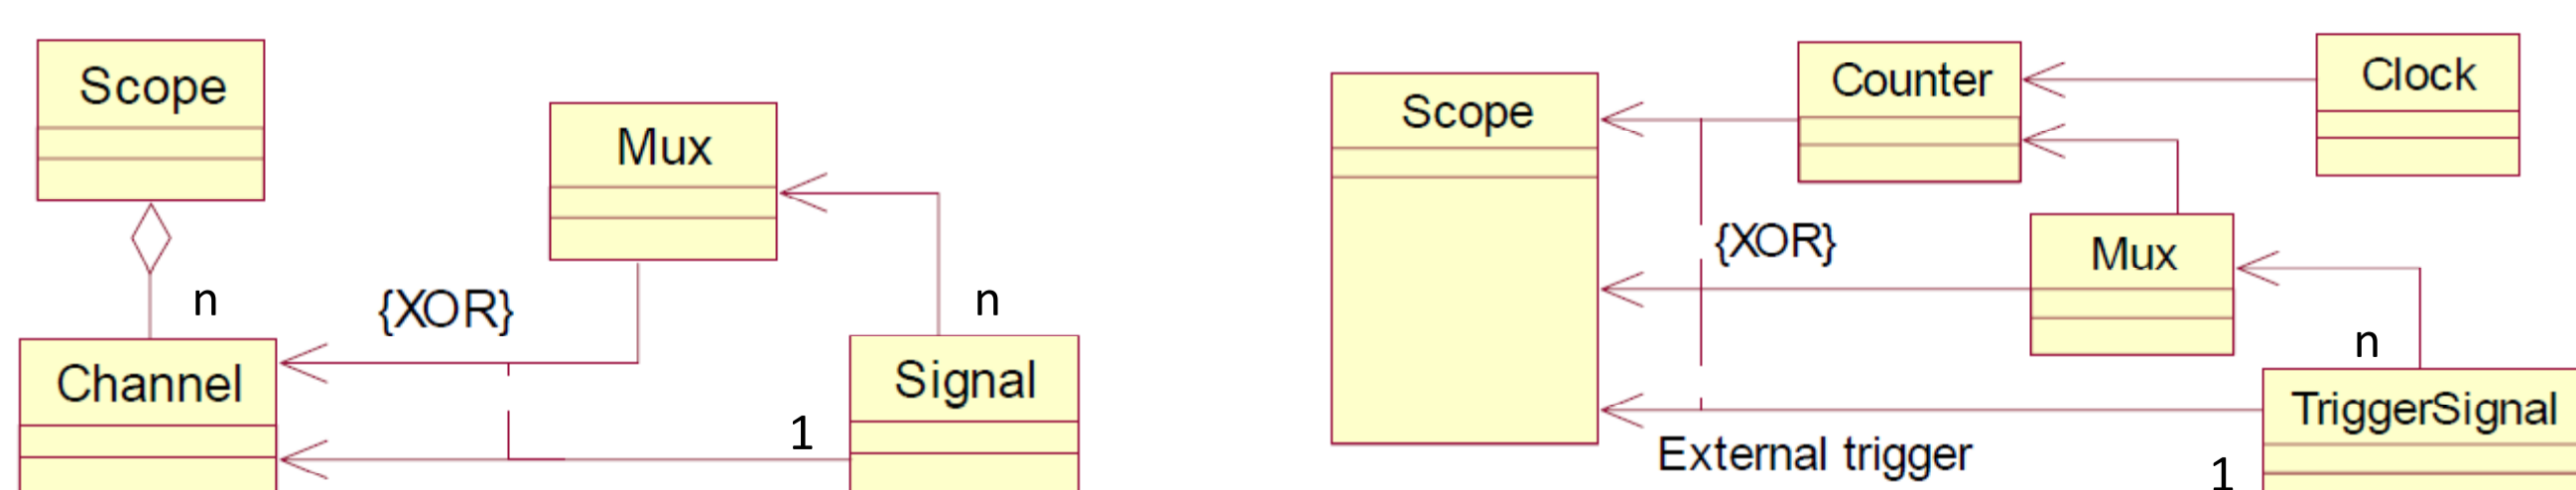 Scope
Mux
n
{XOR}
n
Channel
Signal
1
Scope
Counter
Clock
{XOR}
Mux
n
TriggerSignal
External trigger
1